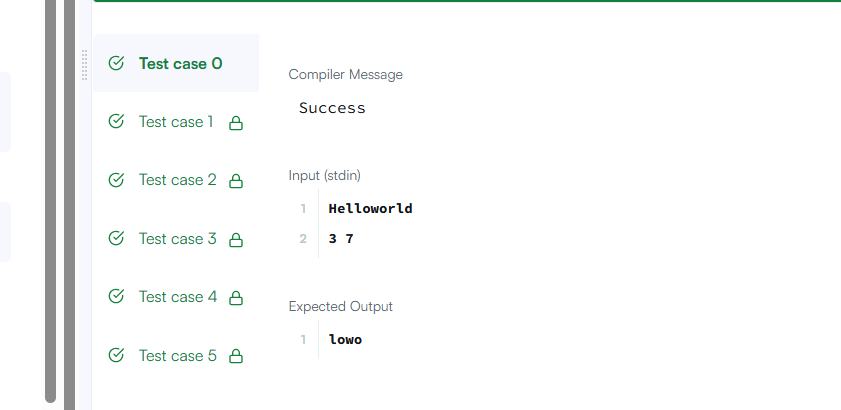 Test case 0
Test case 1
Test case 2
Test case 3
Test case 4
Test case 5
Compiler Message
Success
Input (stdin)
1 Helloworld
2 3 7
Expected Output
1 lowo